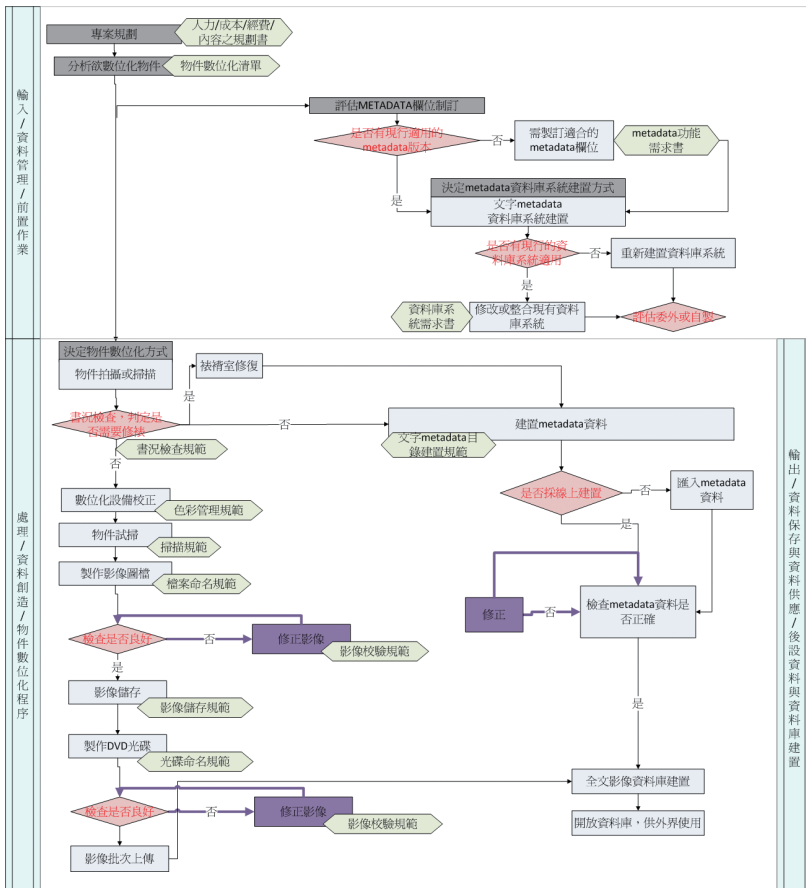 輸入/資料管理/前置作業
專案規劃
人力/成本/經費/
內容之規劃書
分析欲數位化物件
物件數位化清單
評估METADATA欄位制訂
是否有現行適用的
metadata版本
否
需製訂適合的
metadata欄位
metadata功能
需求書
是
決定metadata資料庫系統建置方式
文字metadata
資料庫系統建置
是否有現行的資
料庫系統適用
否
重新建置資料庫系統
是
資料庫系
統需求書
修改或整合現有資料
庫系統
評估委外或自製
處理/資料創造/物件數位化程序
決定物件數位化方式
物件拍攝或掃描
是
裱褙室修復
書況檢查，判定是
否需要修裱
否
書況檢查規範
否
建置metadata資料
文字metadata目
錄建置規範
是否採線上建置
否
匯入metadata
資料
是
數位化設備校正
色彩管理規範
物件試掃
掃描規範
製作影像圖檔
檔案命名規範
修正
否
檢查metadata資料是
否正確
檢查是否良好
否
修正影像
影像校驗規範
是
影像儲存
影像儲存規範
是
製作DVD光碟
光碟命名規範
全文影像資料庫建置
檢查是否良好
否
修正影像
影像校驗規範
開放資料庫，供外界使用
影像批次上傳
輸出/資料保存與資料供應/後設資料與資料庫建置